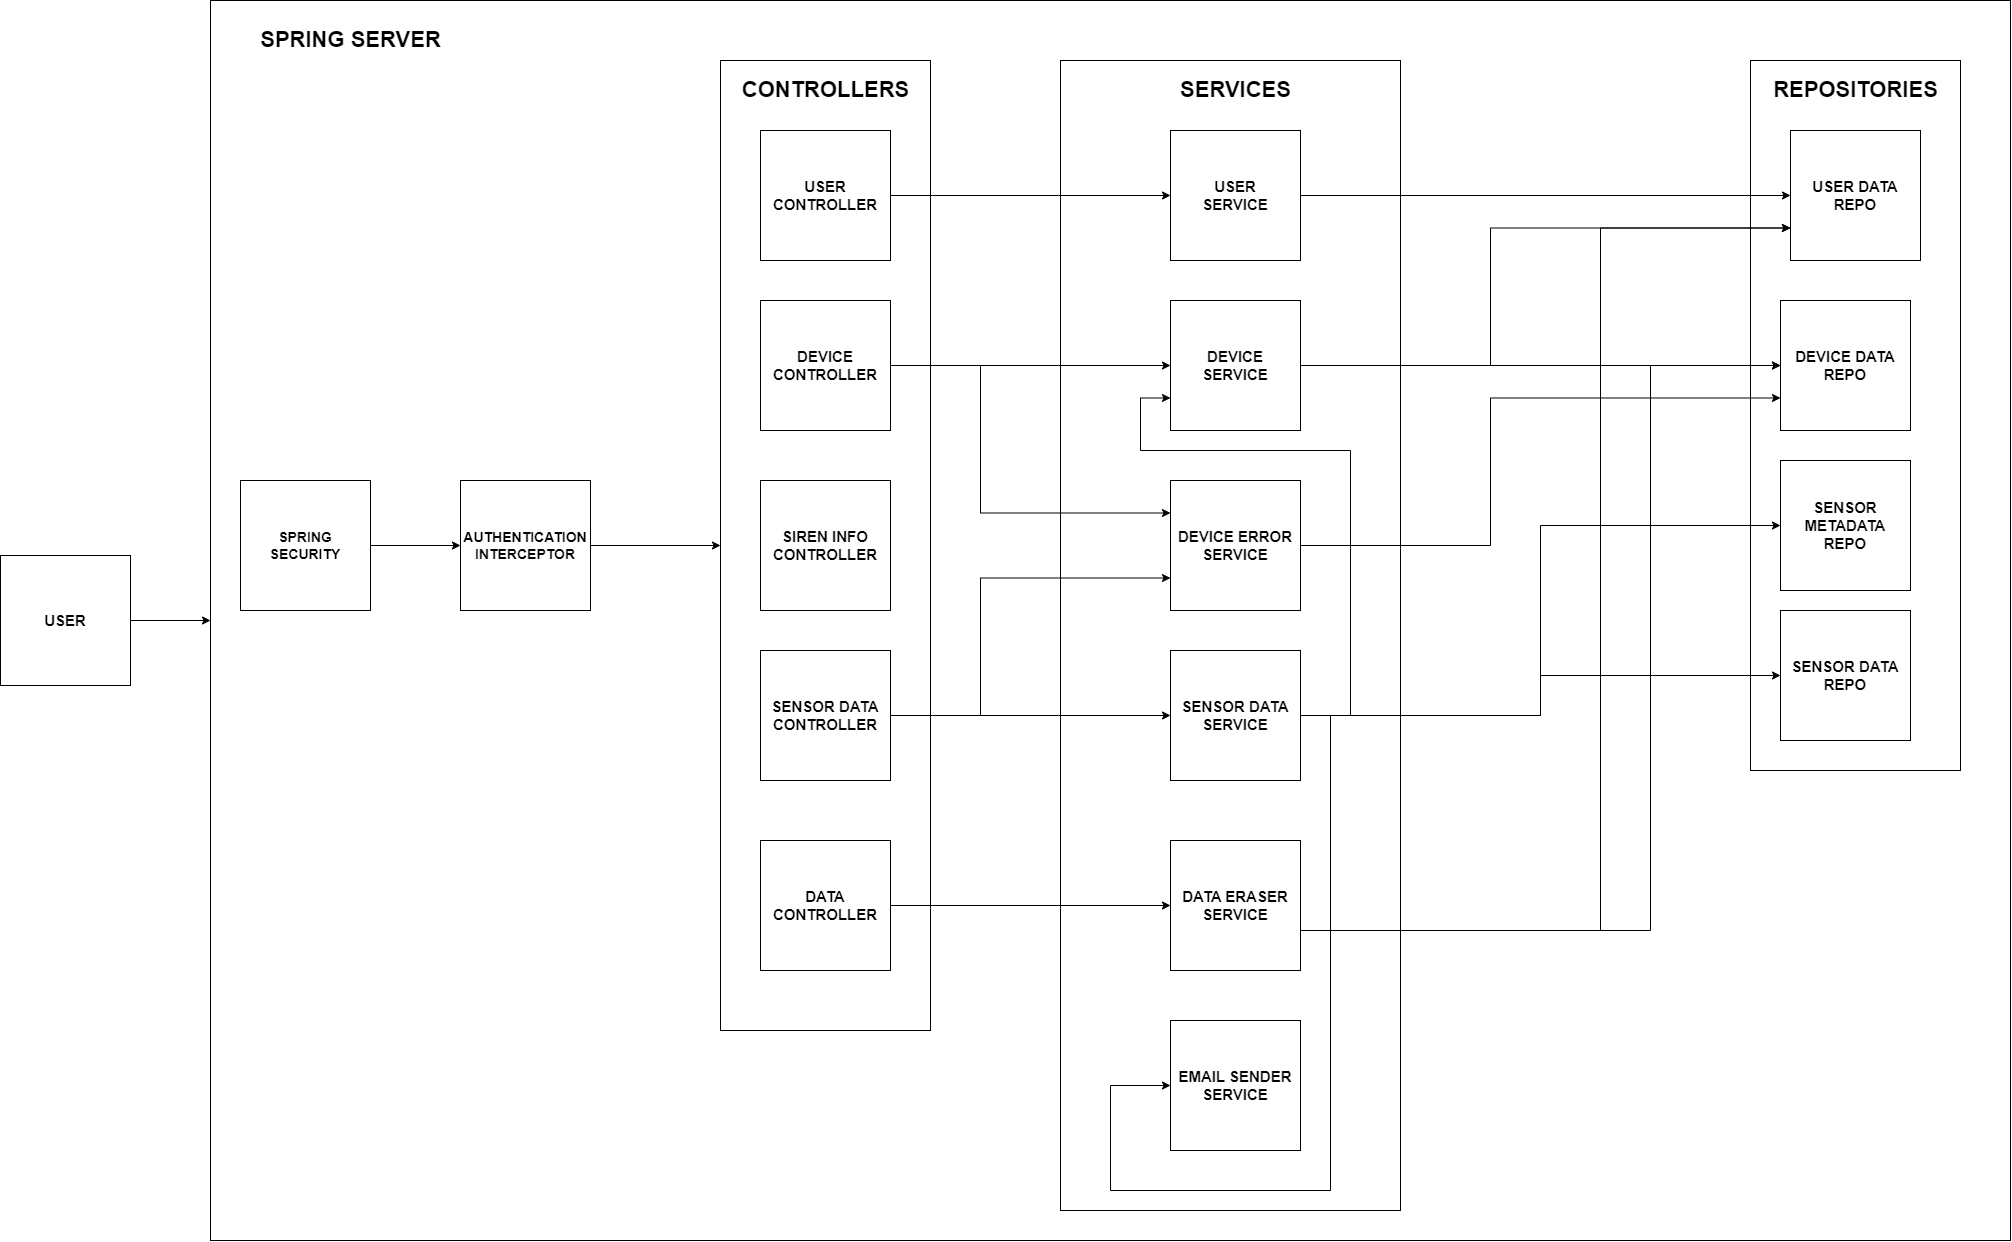 SPRING SERVER
CONTROLLERS
SERVICES
REPOSITORIES
USER
CONTROLLER
USER
SERVICE
USER DATA
REPO
DEVICE
CONTROLLER
DEVICE
SERVICE
DEVICE DATA
REPO
SPRING
SECURITY
AUTHENTICATION
INTERCEPTOR
SIREN INFO
CONTROLLER
DEVICE ERROR
SERVICE
SENSOR
METADATA
REPO
USER
SENSOR DATA
CONTROLLER
SENSOR DATA
SERVICE
SENSOR DATA
REPO
DATA
CONTROLLER
DATA ERASER
SERVICE
EMAIL SENDER
SERVICE